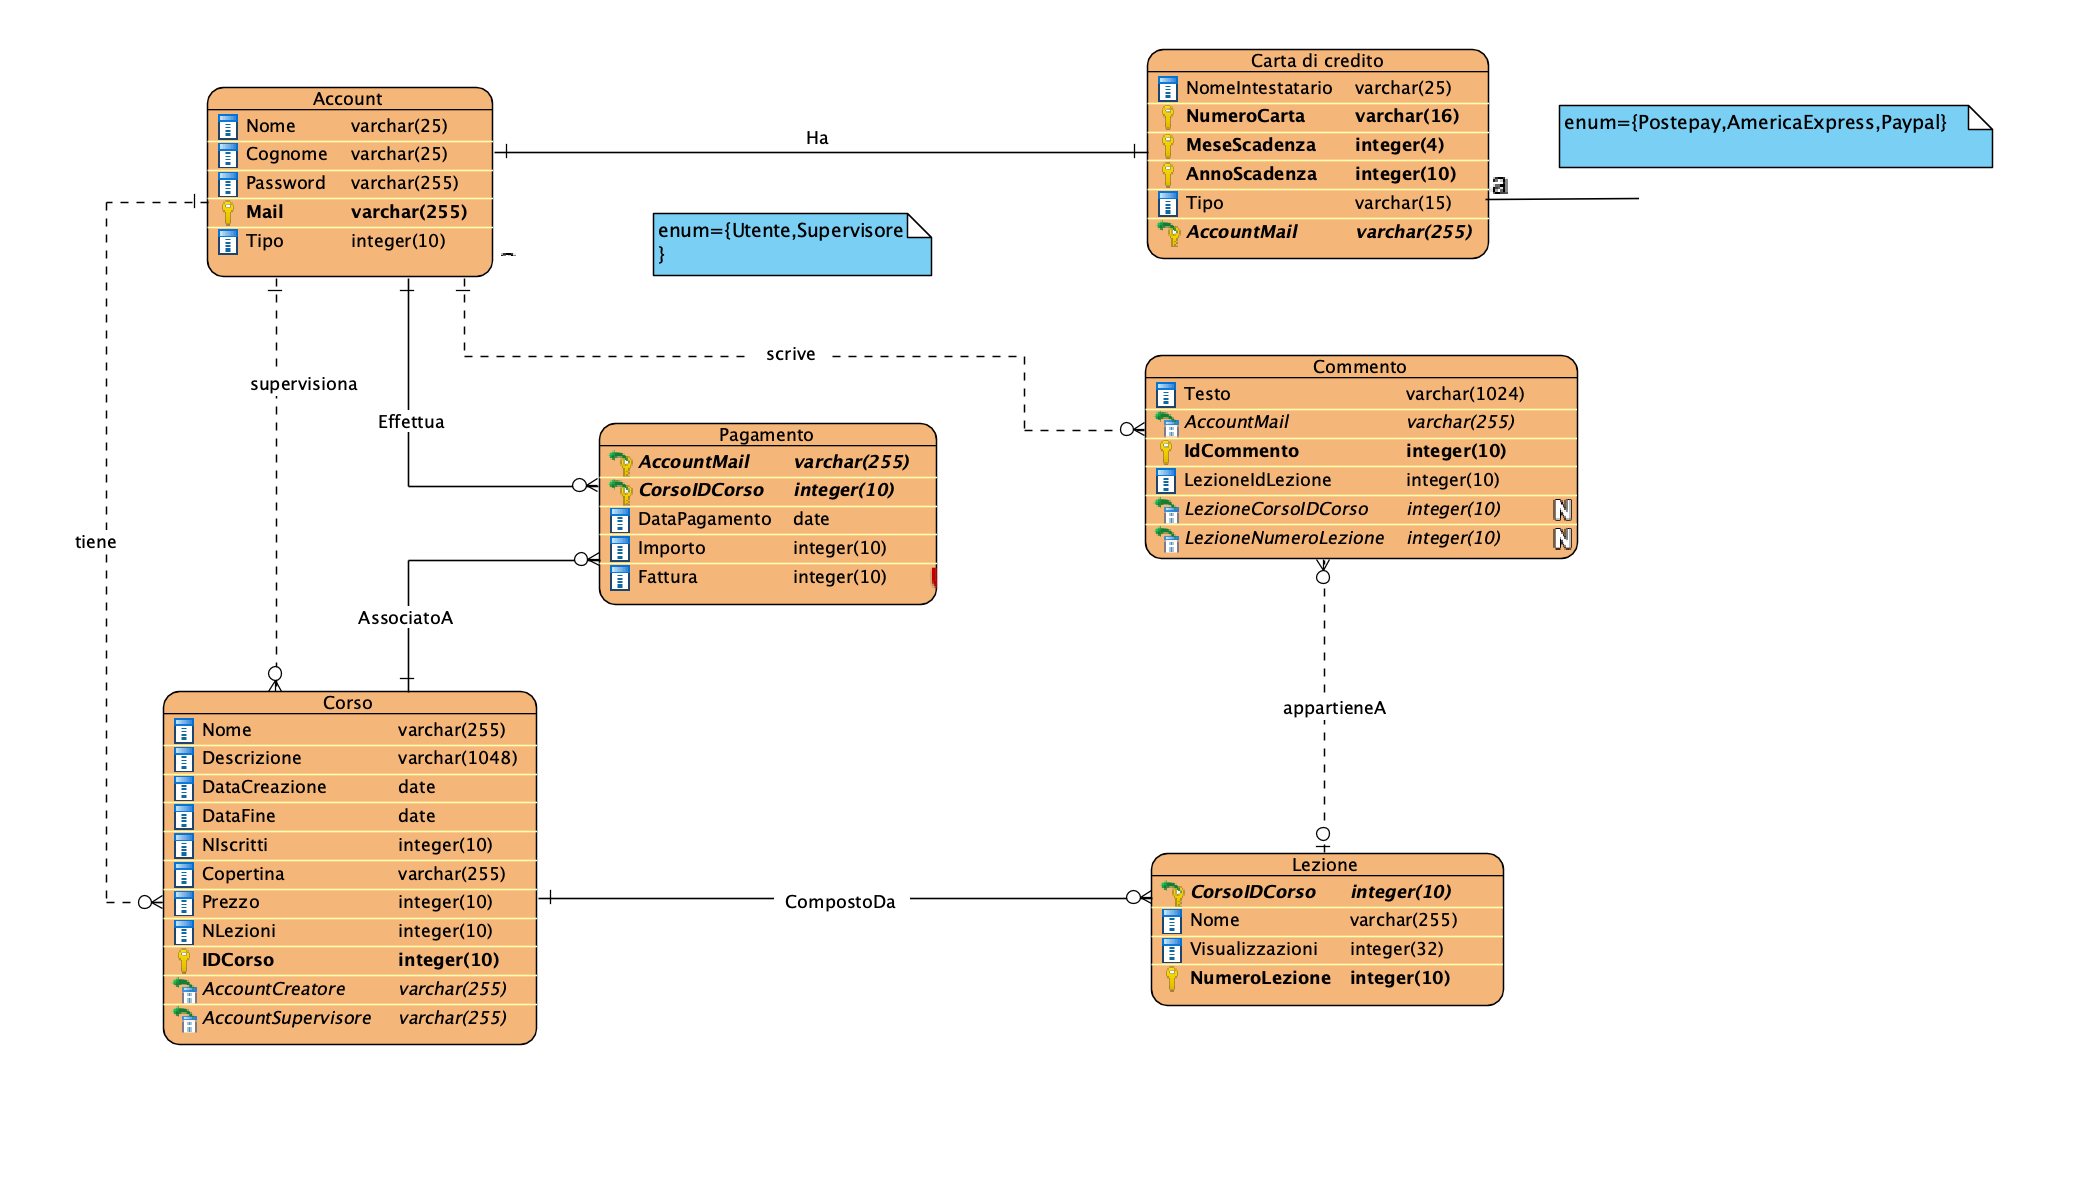 Account
Nome varchar(25)
Cognome varchar(25)
Password varchar(255)
Mail varchar(255)
Tipo integer(10)
Ha
Carta di credito
NomeIntestatario varchar(25)
NumeroCarta varchar(16)
MeseScadenza integer(4)
AnnoScadenza integer(10)
Tipo varchar(15)
AccountMail varchar(255)
a
enum={Postepay,AmericaExpress,Paypal}
enum={Utente,Supervisore
}
scrive
supervisiona
Effettua
tiene
AssociatoA
Pagamento
AccountMail varchar(255)
CorsoIDCorso integer(10)
DataPagamento date
Importo integer(10)
Fattura integer(10)
Commento
Testo varchar(1024)
AccountMail varchar(255)
IdCommento integer(10)
LezioneIdLezione integer(10)
LezioneCorsoIDCorso integer(10) N
LezioneNumeroLezione integer(10) N
appartieneA
Corso
Nome varchar(255)
Descrizione varchar(1048)
DataCreazione date
DataFine date
NIscritti integer(10)
Copertina varchar(255)
Prezzo integer(10)
NLezioni integer(10)
IDCorso integer(10)
AccountCreatore varchar(255)
AccountSupervisore varchar(255)
CompostoDa
Lezione
CorsoIDCorso integer(10)
Nome varchar(255)
Visualizzazioni integer(32)
NumeroLezione integer(10)